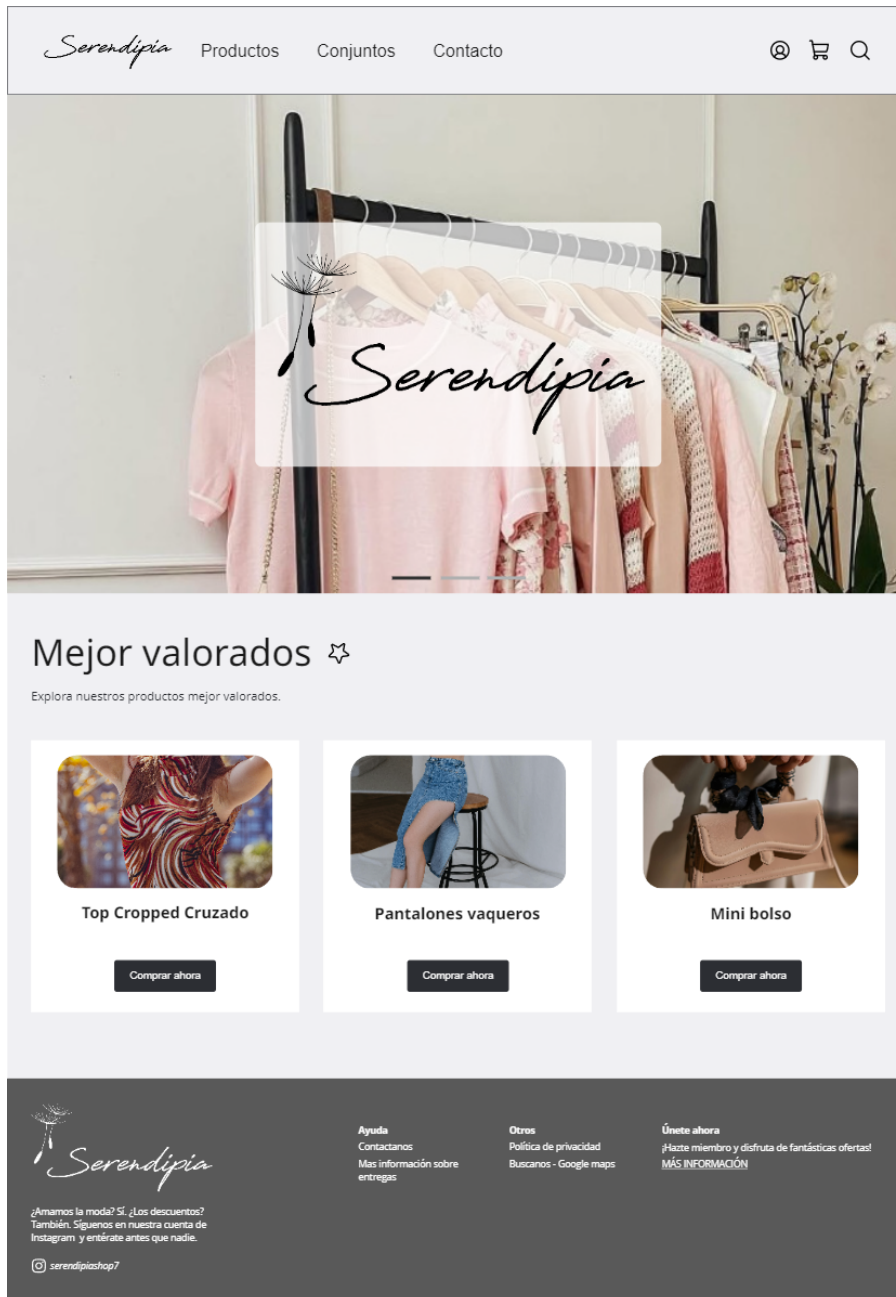 Serendipia Productos Conjuntos Contacto
Serendipia
Mejor valorados
Explora nuestros productos mejor valorados.
Top Cropped Cruzado
Comprar ahora
Pantalones vaqueros
Comprar ahora
Mini bolso
Comprar ahora
Serendipia
¿Amamos la moda? Sí. ¿Los descuentos?
También. Síguenos en nuestra cuenta de
Instagram y entérate antes que nadie.
serendipiashop7
Ayuda
Contactanos
Mas información sobre
entregas
Otros
Política de privacidad
Buscanos - Google maps
Únete ahora
¡Hazte miembro y disfruta de fantásticas ofertas!
MÁS INFORMACIÓN